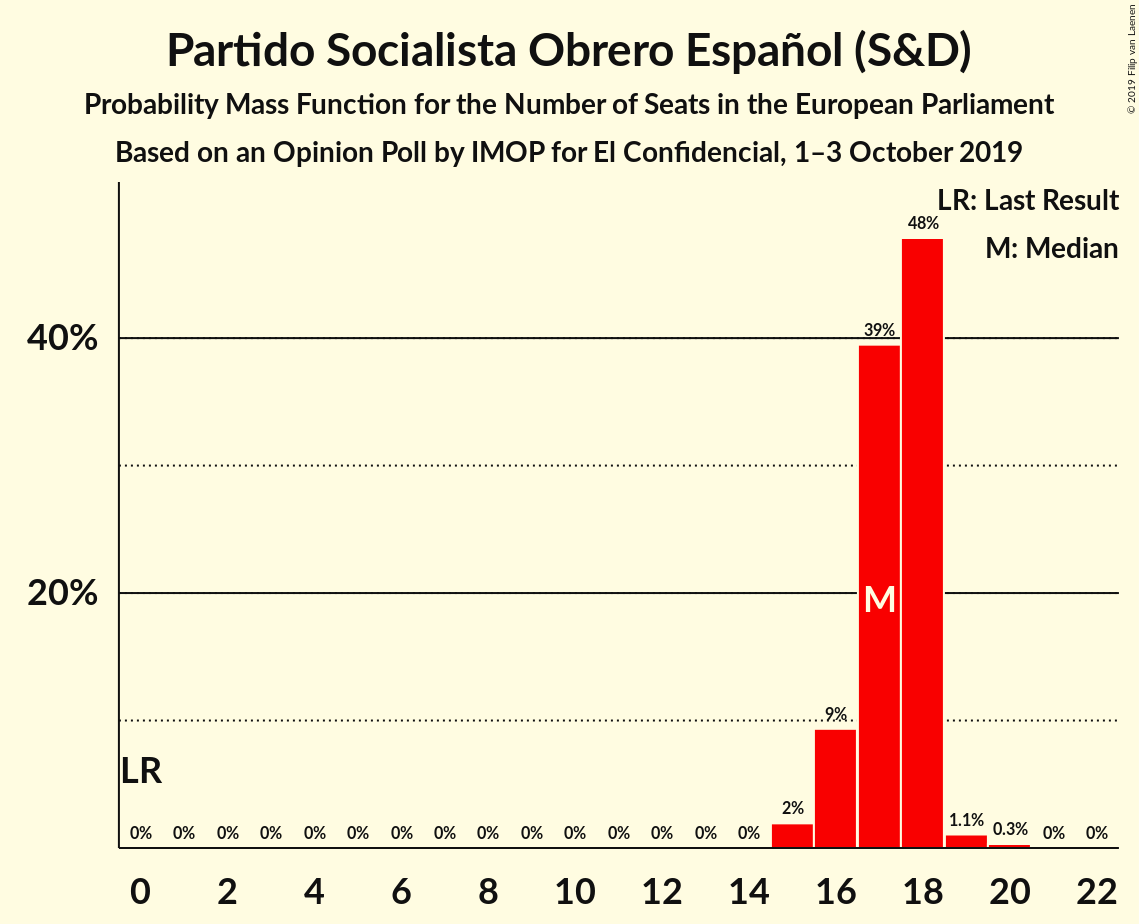 Partido Socialista Obrero Español (S&D)
Probability Mass Function for the Number of Seats in the European Parliament
Based on an Opinion Poll by IMOP for El Confidencial, 1–3 October 2019
© 2019 Filip van Laenen
LR: Last Result
M: Median
48%
40%
39%
20%
M
9%
LR
2%
1.1%
0.3%
0% 0% 0% 0% 0% 0% 0% 0% 0% 0% 0% 0% 0% 0% 0% 0% 0%
0 2 4 6 8 10 12 14 16 18 20 22